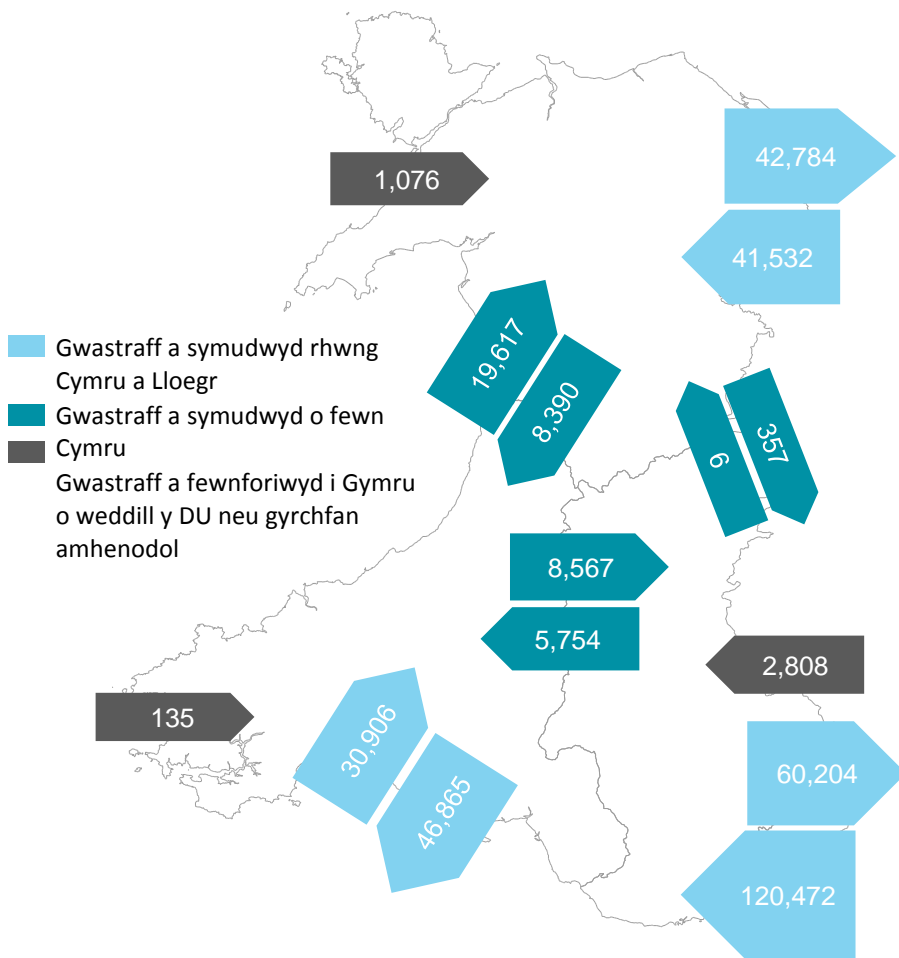 42,784
1,076
41,532
19,617
8,390
Gwastraff a symudwyd rhwng
Cymru a Lloegr
Gwastraff a symudwyd o fewn
Cymru
Gwastraff a fewnforiwyd i Gymru
o weddill y DU neu gyrchfan
amhenodol
6
357
8,567
5,754
2,808
135
30,906
46,865
60,204
120,472